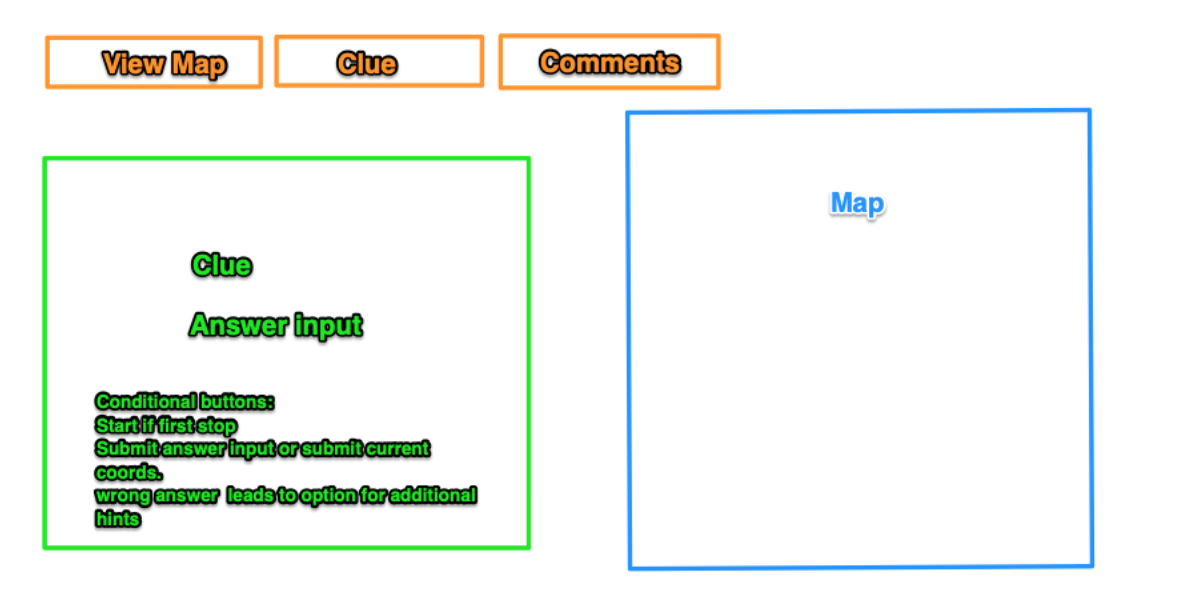 View Map
Clue
Comments
Map
Clue
Answer input
Conditional buttons:
Start if first stop
Submit answer input or submit current
coords.
wrong answer  leads to option for additional
hints